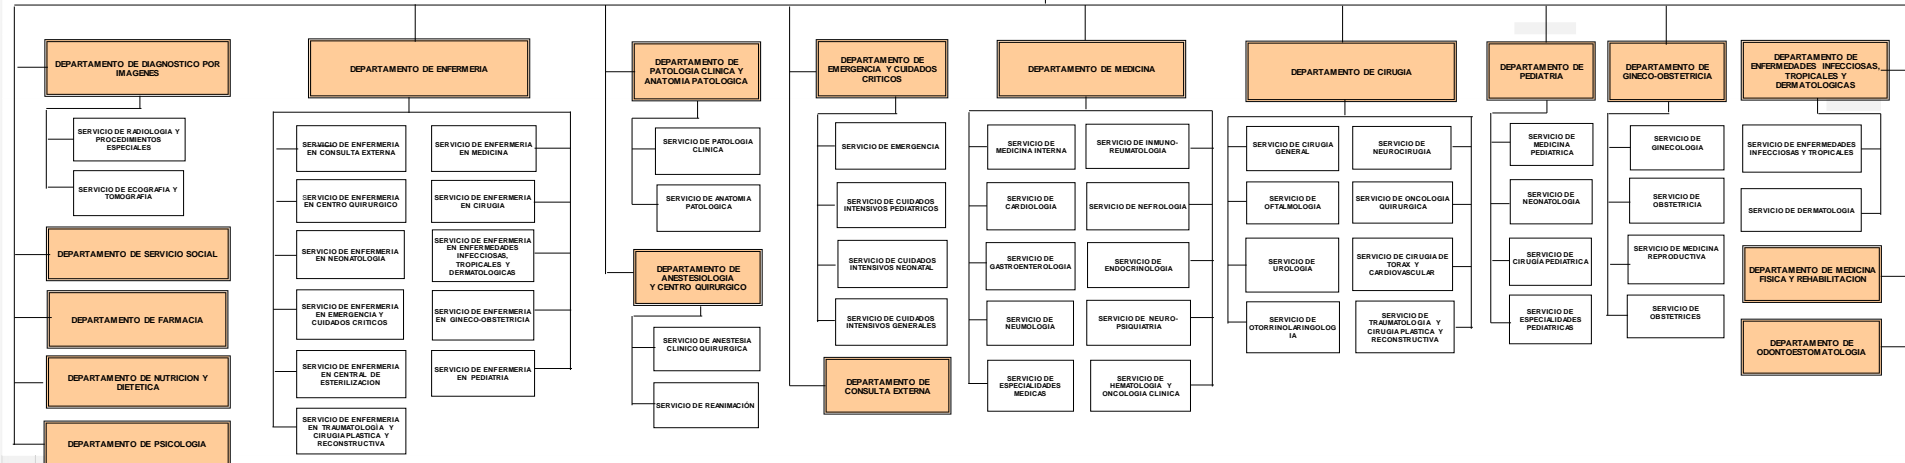 DEPARTAMENTO DE DIAGNOSTICO POR
IMAGENES
SERVICIO DE RADIOLOGIA Y
PROCEDIMIENTOS
ESPECIALES
SERVICIO DE ECOGRAFIA Y
TOMOGRAFIA
DEPARTAMENTO DE SERVICIO SOCIAL
DEPARTAMENTO DE FARMACIA
DEPARTAMENTO DE NUTRICION Y
DIETETICA
DEPARTAMENTO DE PSICOLOGIA
DEPARTAMENTO DE ENFERMERIA
SERVICIO DE ENFERMERIA
EN CONSULTA EXTERNA
SERVICIO DE ENFERMERIA
EN CENTRO QUIRURGICO
SERVICIO DE ENFERMERIA
EN NEONATOLOGIA
SERVICIO DE ENFERMERIA
EN EMERGENCIA Y
CUIDADOS CRITICOS
SERVICIO DE ENFERMERIA
EN CENTRAL DE
ESTERILIZACION
SERVICIO DE ENFERMERIA
EN TRAUMATOLOGÌA Y
CIRUGIA PLASTICA Y
RECONSTRUCTIVA
SERVICIO DE ENFERMERIA
EN MEDICINA
SERVICIO DE ENFERMERIA
EN CIRUGIA
SERVICIO DE ENFERMERIA
EN ENFERMEDADES
INFECCIOSAS,
TROPICALES Y
DERMATOLOGICAS
SERVICIO DE ENFERMERIA
EN GINECO-OBSTETRICIA
SERVICIO DE ENFERMERIA
EN PEDIATRIA
DEPARTAMENTO DE
PATOLOGIA CLINICA Y
ANATOMIA PATOLOGICA
SERVICIO DE PATOLOGIA
CLINICA
SERVICIO DE ANATOMIA
PATOLOGICA
DEPARTAMENTO DE
ANESTESIOLOGIA
Y CENTRO QUIRURGICO
SERVICIO DE ANESTESIA
CLINICO QUIRURGICA
SERVICIO DE REANIMACIÓN
DEPARTAMENTO DE
EMERGENCIA Y CUIDADOS
CRITICOS
SERVICIO DE EMERGENCIA
SERVICIO DE CUIDADOS
INTENSIVOS PEDIATRICOS
SERVICIO DE CUIDADOS
INTENSIVOS NEONATAL
SERVICIO DE CUIDADOS
INTENSIVOS GENERALES
DEPARTAMENTO DE
CONSULTA EXTERNA
DEPARTAMENTO DE MEDICINA
SERVICIO DE
MEDICINA INTERNA
SERVICIO DE
CARDIOLOGIA
SERVICIO DE
GASTROENTEROLOGIA
SERVICIO DE
NEUMOLOGIA
SERVICIO DE
ESPECIALIDADES
MEDICAS
SERVICIO DE INMUNO-
REUMATOLOGIA
SERVICIO DE NEFROLOGIA
SERVICIO DE
ENDOCRINOLOGIA
SERVICIO DE NEURO-
PSIQUIATRIA
SERVICIO DE
HEMATOLOGIA Y
ONCOLOGIA CLINICA
DEPARTAMENTO DE CIRUGIA
SERVICIO DE CIRUGIA
GENERAL
SERVICIO DE
OFTALMOLOGIA
SERVICIO DE
UROLOGIA
SERVICIO DE
OTORRINOLARINGOLOG
IA
SERVICIO DE
NEUROCIRUGIA
SERVICIO DE ONCOLOGIA
QUIRURGICA
SERVICIO DE CIRUGIA DE
TORAX Y
CARDIOVASCULAR
SERVICIO DE
TRAUMATOLOGIA Y
CIRUGIA PLASTICA Y
RECONSTRUCTIVA
DEPARTAMENTO DE
PEDIATRIA
SERVICIO DE
MEDICINA
PEDIATRICA
SERVICIO DE
NEONATOLOGIA
SERVICIO DE
CIRUGÍA PEDIATRICA
SERVICIO DE
ESPECIALIDADES
PEDIATRICAS
DEPARTAMENTO DE
GINECO-OBSTETRICIA
SERVICIO DE
GINECOLOGIA
SERVICIO DE
OBSTETRICIA
SERVICIO DE MEDICINA
REPRODUCTIVA
SERVICIO DE
OBSTETRICES
DEPARTAMENTO DE
ENFERMEDADES INFECCIOSAS,
TROPICALES Y
DERMATOLOGICAS
SERVICIO DE ENFERMEDADES
INFECCIOSAS Y TROPICALES
SERVICIO DE DERMATOLOGIA
DEPARTAMENTO DE MEDICINA
FISICA Y REHABILITACION
DEPARTAMENTO DE
ODONTOESTOMATOLOGIA